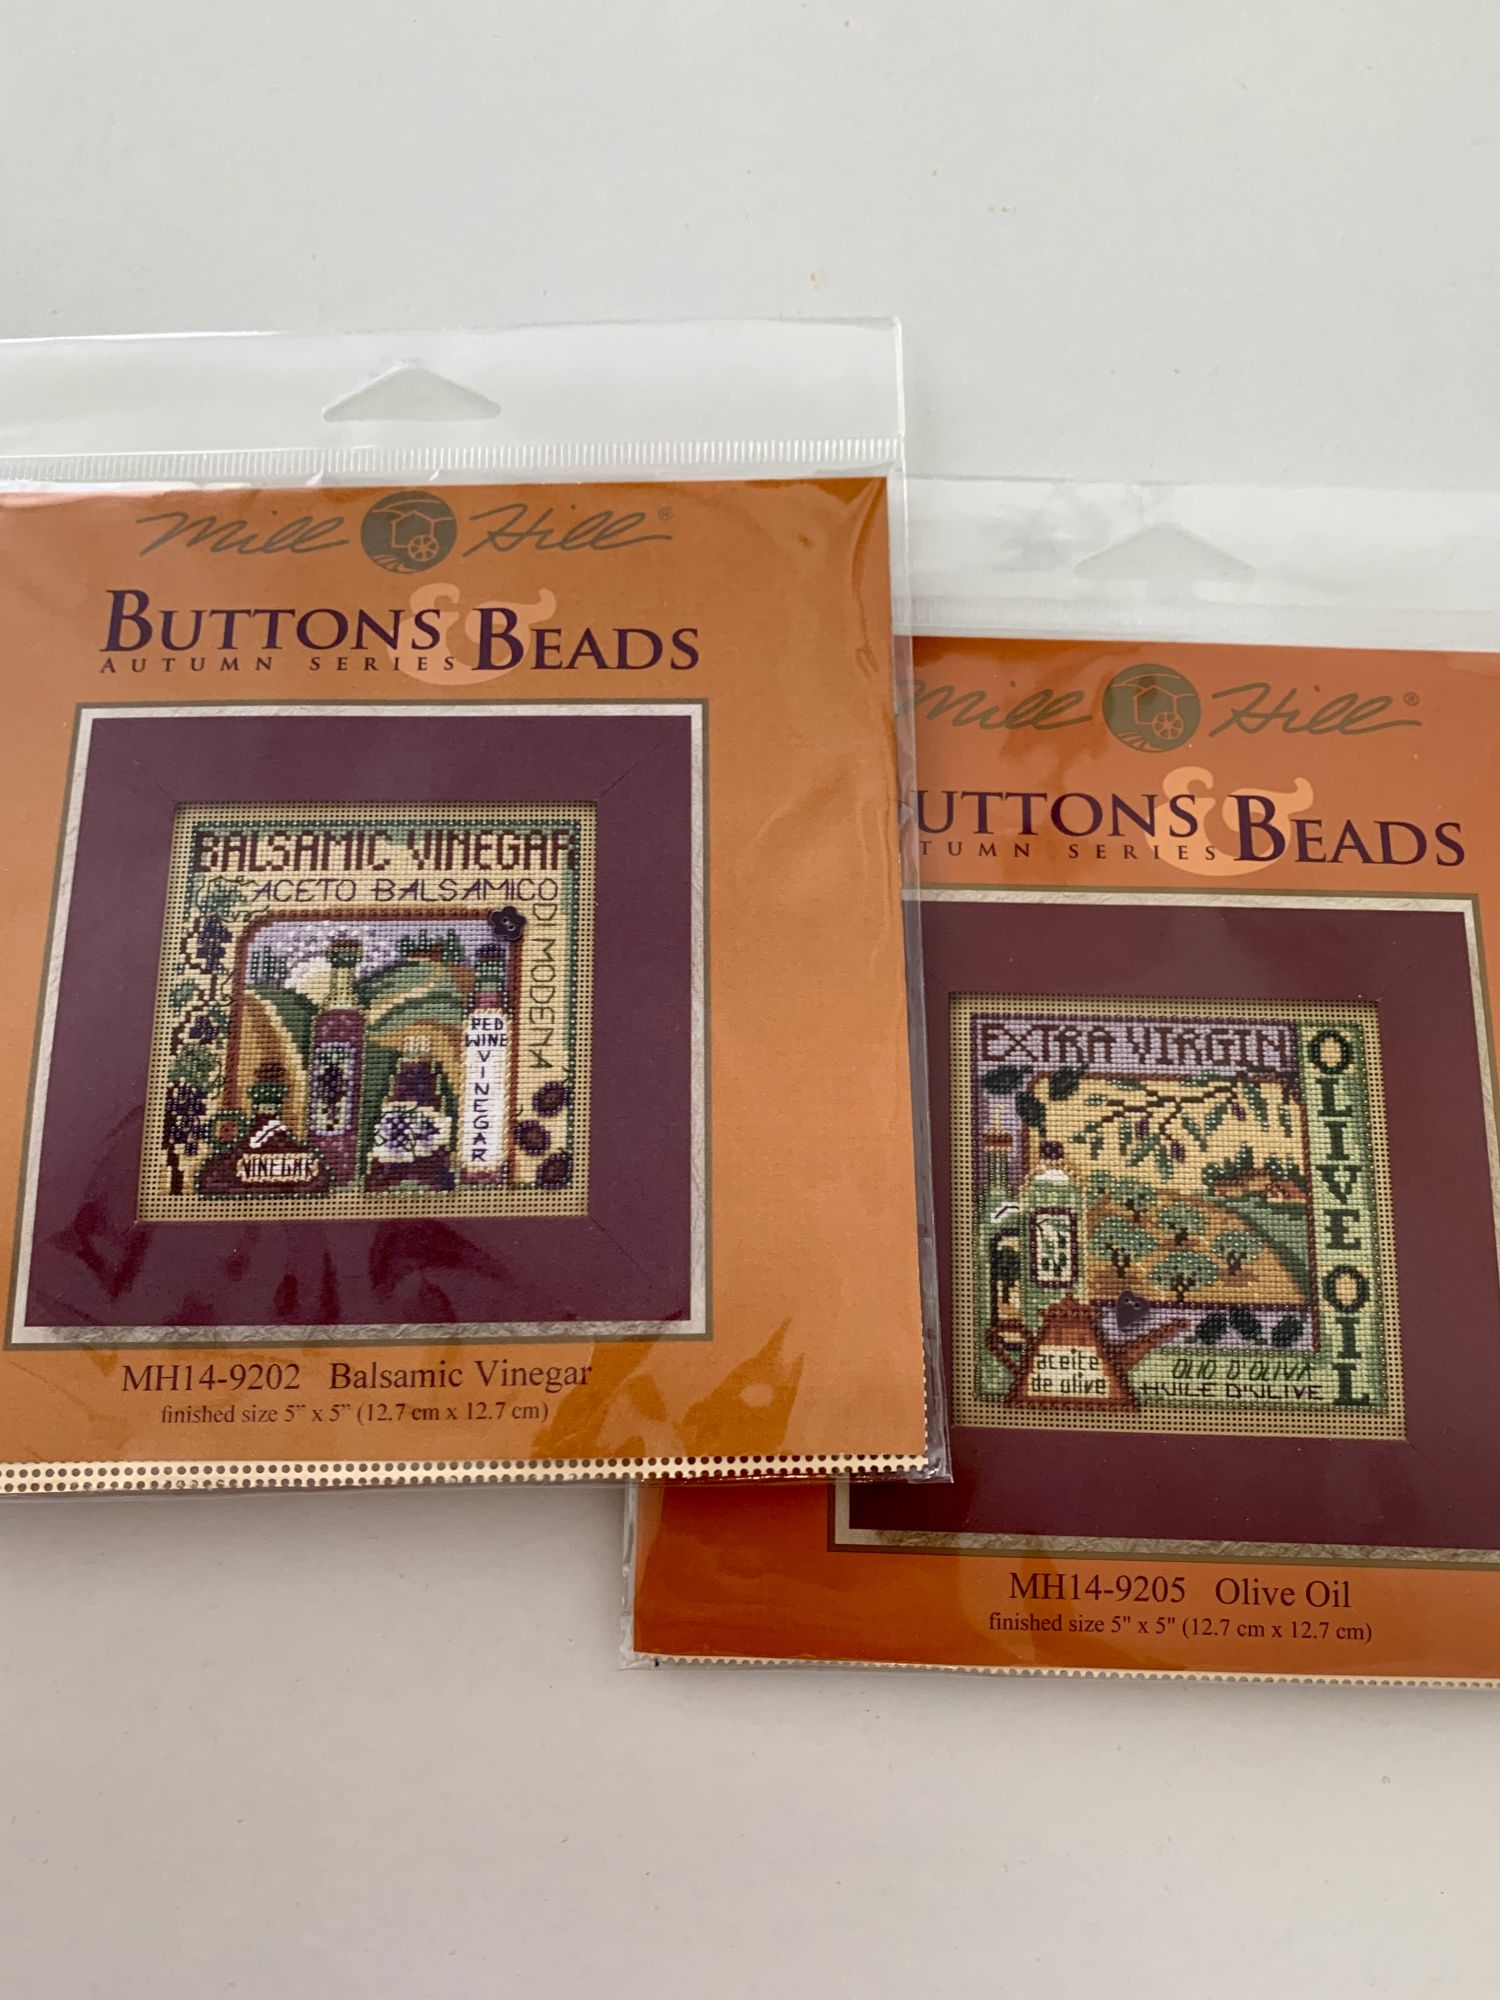 Mill Hill®
BUTTONS & BEADS
AUTUMN SERIES
BALSAMIC VINEGAR
ACETO BALSAMICO
DI MODENA
RED
WINE
VINEGAR
VINEGAR
MH14-9202 Balsamic Vinegar
finished size 5” x 5” (12.7 cm x 12.7 cm)
Mill Hill®
UTTONS & BEADS
TUMN SERIES
EXTRA VIRGIN
OLIVE OIL
aceite
de olive
OLIO D'OLIVA
HUILE D'OLIVE
MH14-9205 Olive Oil
finished size 5" x 5" (12.7 cm x 12.7 cm)